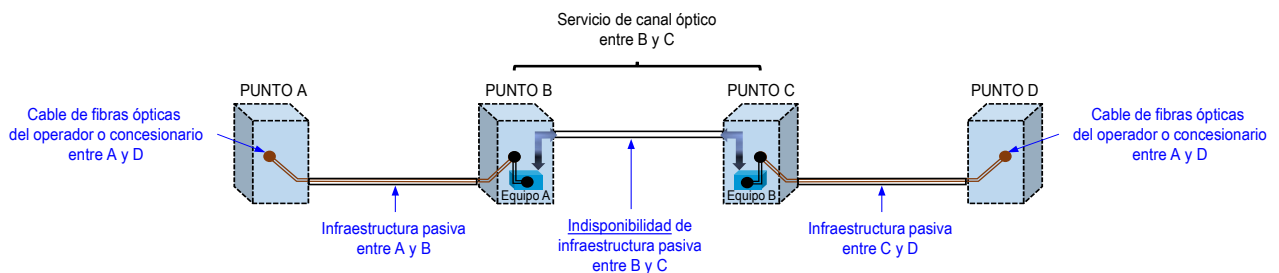 Servicio de canal óptico
entre B y C
PUNTO A
PUNTO B
PUNTO C
PUNTO D
Cable de fibras ópticas
del operador o concesionario
entre A y D
Cable de fibras ópticas
del operador o concesionario
entre A y D
Equipo A
Equipo B
Infraestructura pasiva
entre A y B
Indisponibilidad de
infraestructura pasiva
entre B y C
Infraestructura pasiva
entre C y D